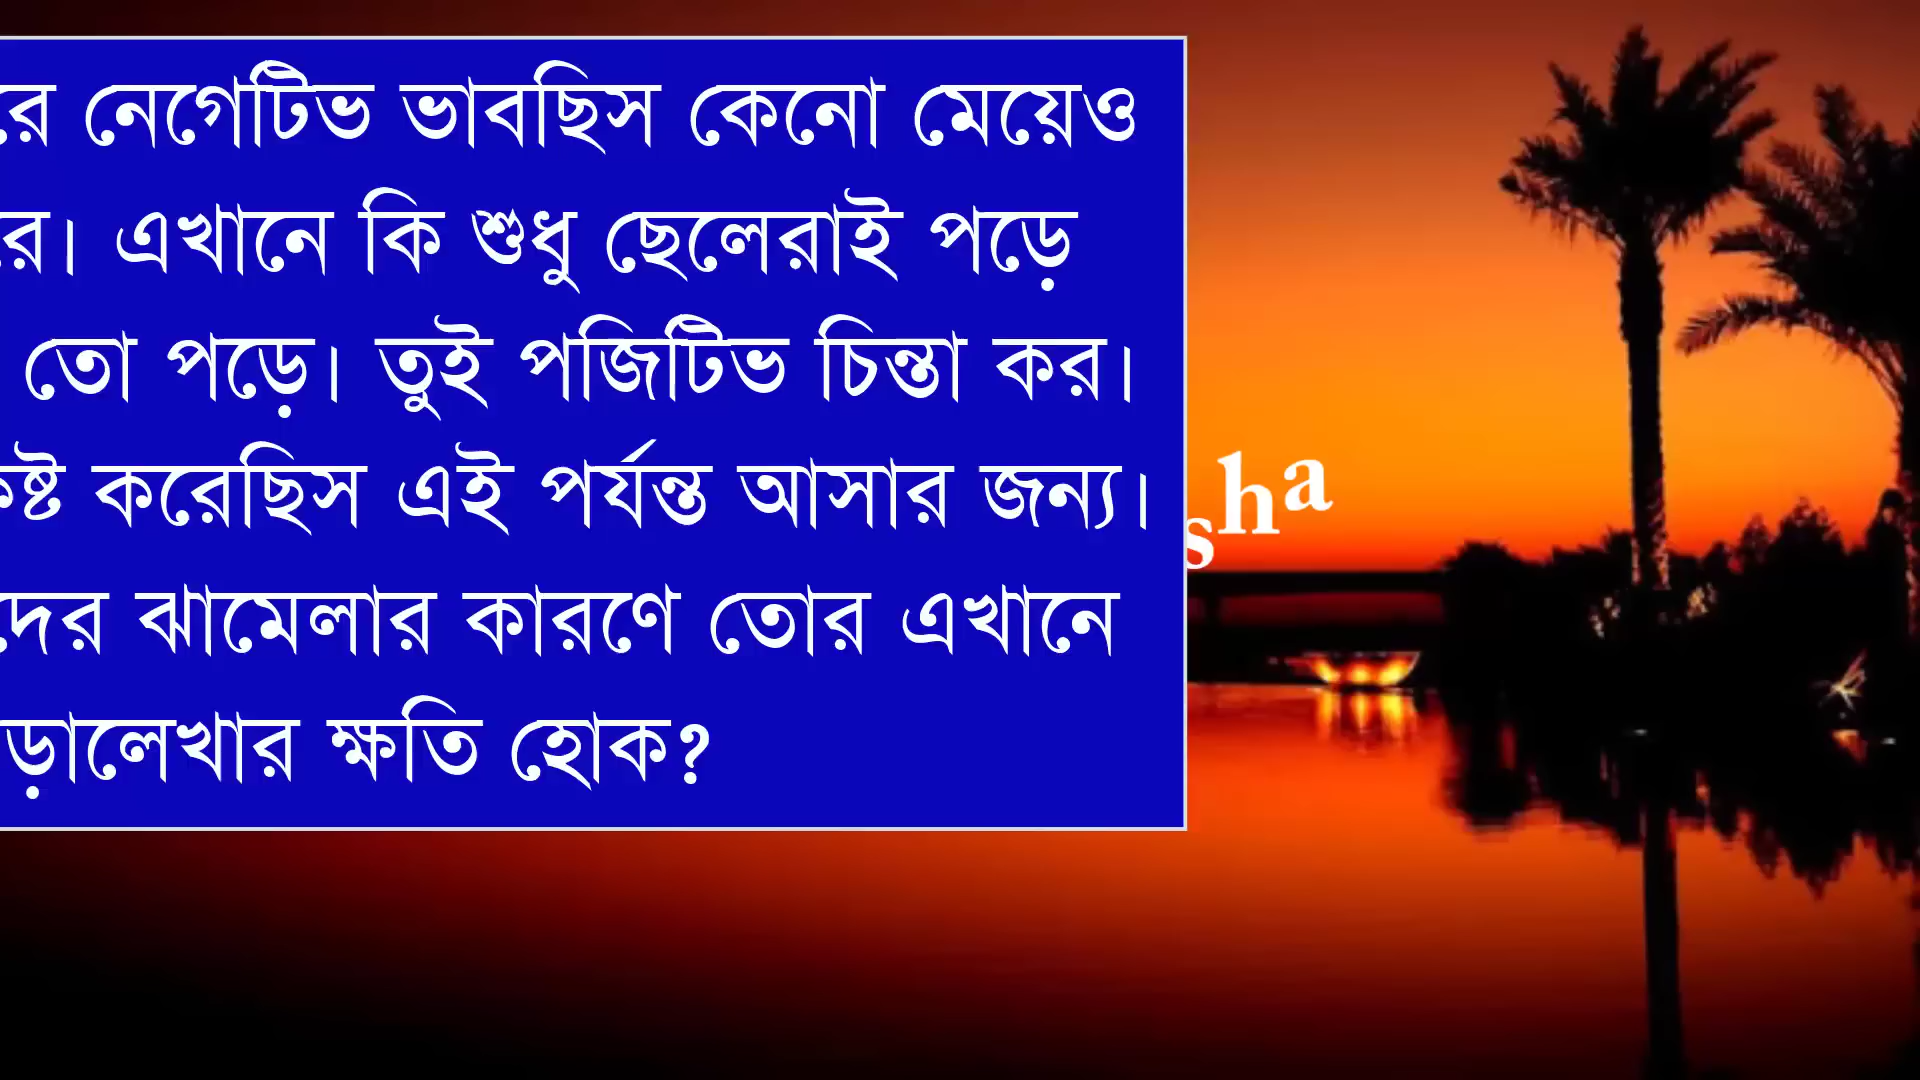 রে নেগেটিভ ভাবছিস কেনো মেয়েও
রে। এখানে কি শুধু ছেলেরাই পড়ে
তো পড়ে। তুই পজিটিভ চিন্তা কর।
কষ্ট করেছিস এই পর্যন্ত আসার জন্য।
দের ঝামেলার কারণে তোর এখানে
ড়ালেখার ক্ষতি হোক?
sha